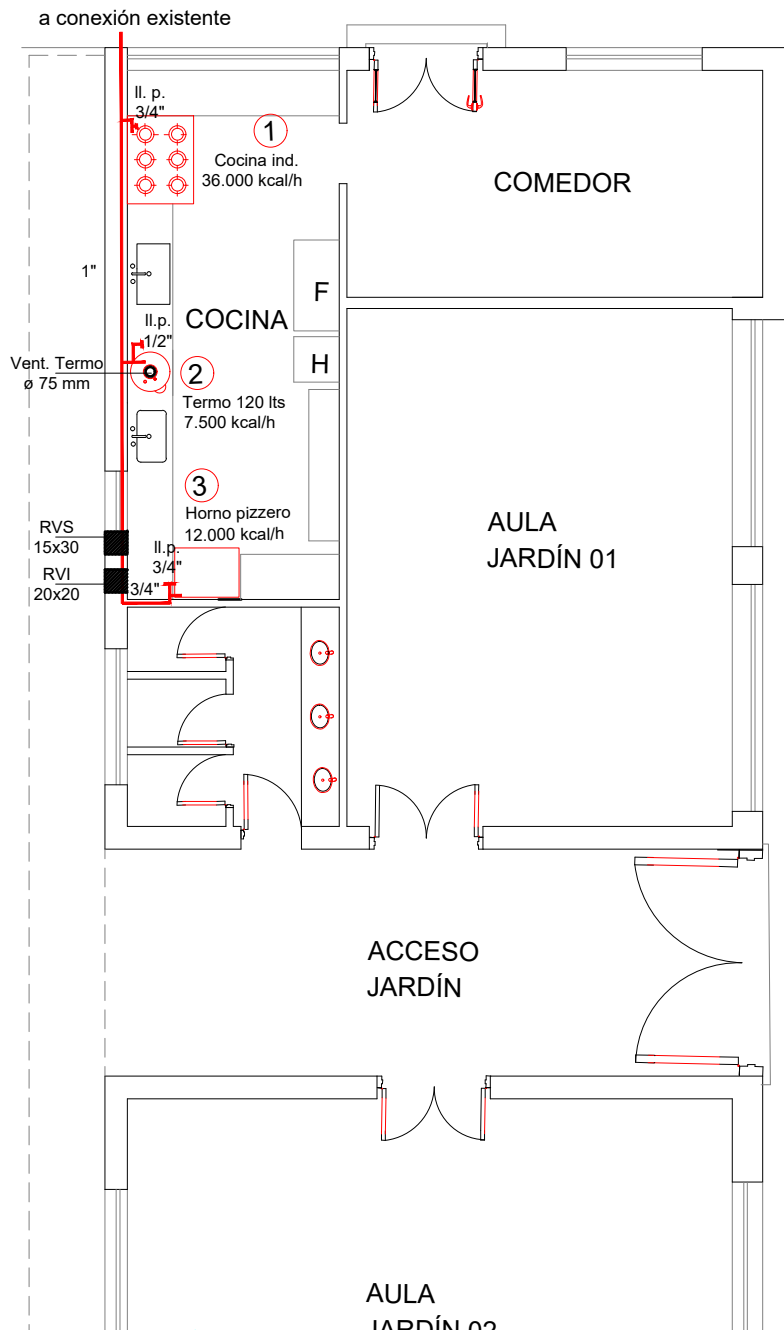 a conexión existente
ll. p.
3/4"
1
Cocina ind.
36.000 kcal/h
COMEDOR
1"
F
COCINA
ll.p.
1/2"
H
Vent. Termo
ø 75 mm
2
Termo 120 lts
7.500 kcal/h
3
Horno pizzero
12.000 kcal/h
RVS
15x30
ll.p.
3/4"
RVI
20x20
3/4"
AULA
JARDÍN 01
ACCESO
JARDÍN
AULA
JARDÍN 02